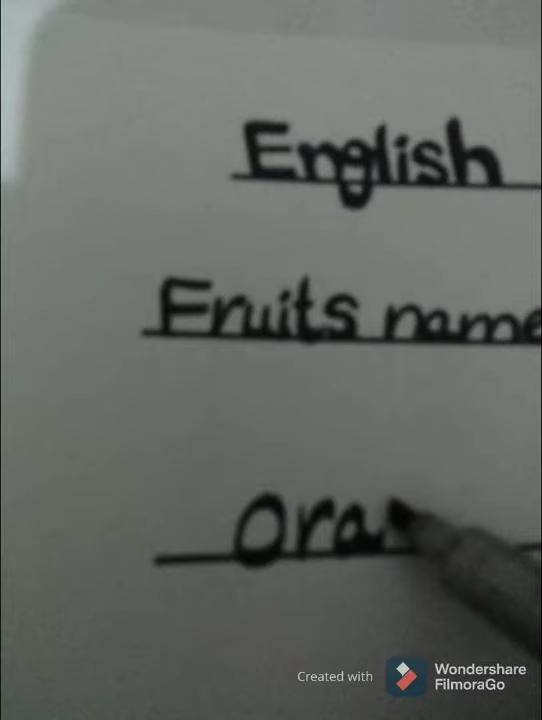 English
Fruits name
Ora
Created with
Wondershare
FilmoraGo